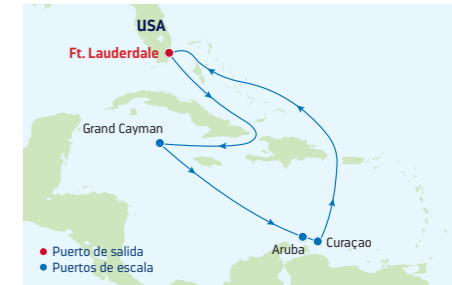 USA
Ft. Lauderdale
Grand Cayman
Aruba
Curaçao
Puerto de salida
Puertos de escala